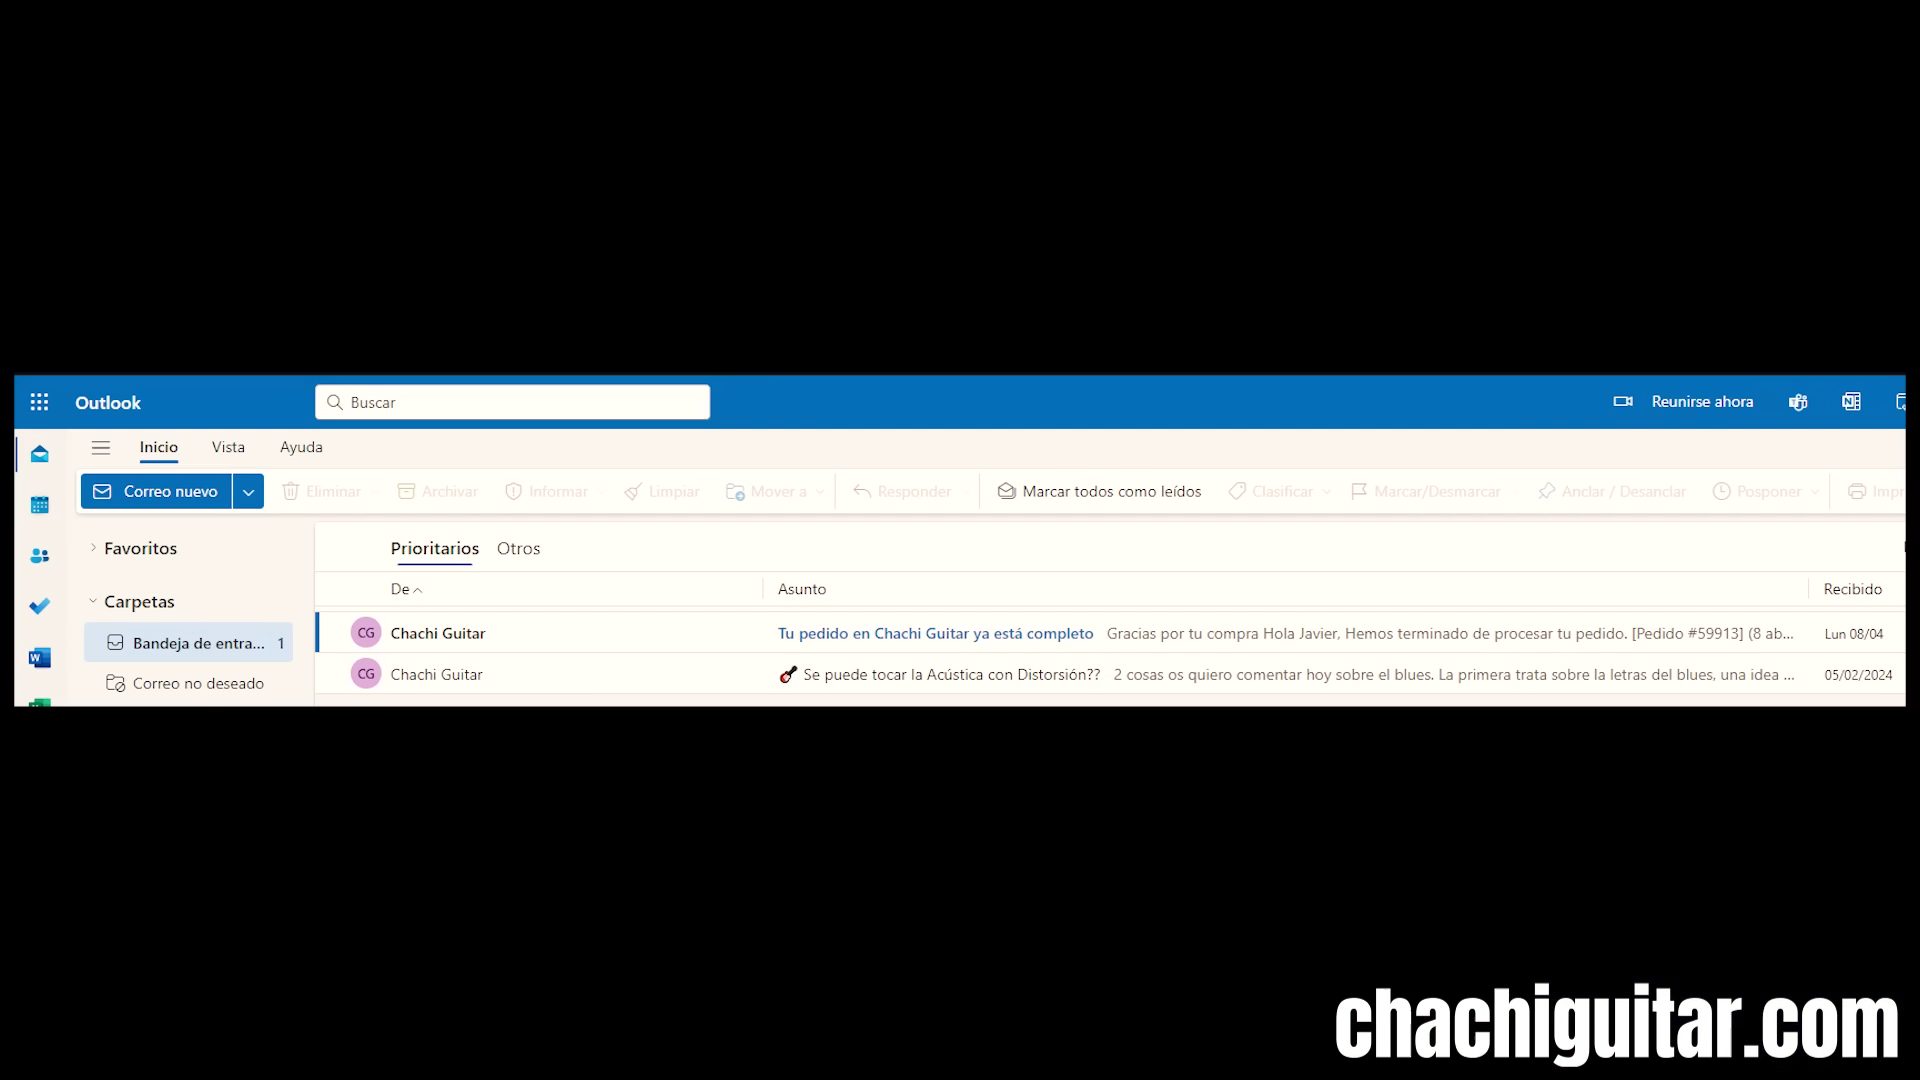 Outlook
Buscar
Reunirse ahora
Inicio Vista Ayuda
Correo nuevo Eliminar Archivar Informar Limpiar Mover a Responder Marcar todos como leídos Clasificar Marcar/Desmarcar Anclar / Desanclar Posponer Impr
Favoritos
Prioritarios Otros
De Asunto Recibido
Carpetas
CG Chachi Guitar Tu pedido en Chachi Guitar ya está completo Gracias por tu compra Hola Javier, Hemos terminado de procesar tu pedido. [Pedido #59913] (8 ab... Lun 08/04
Bandeja de entra... 1
CG Chachi Guitar Se puede tocar la Acústica con Distorsión?? 2 cosas os quiero comentar hoy sobre el blues. La primera trata sobre la letras del blues, una idea ... 05/02/2024
Correo no deseado
chachiguitar.com